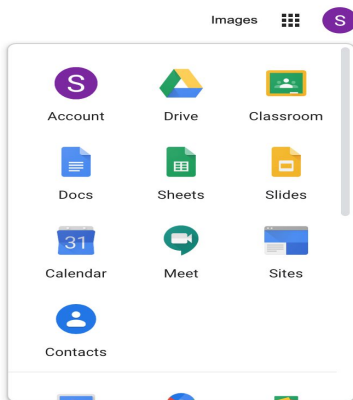 Images S
S
Account Drive Classroom
Docs Sheets Slides
31
Calendar Meet Sites
Contacts